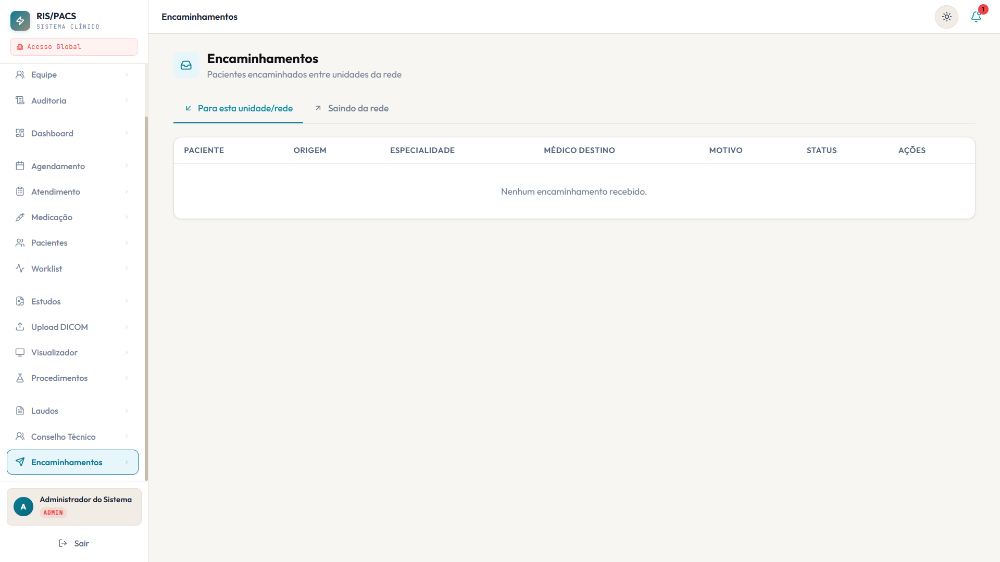 RIS/PACS
SISTEMA CLÍNICO
Acesso Global
Equipe
Auditoria
Dashboard
Agendamento
Atendimento
Medicação
Pacientes
Worklist
Estudos
Upload DICOM
Visualizador
Procedimentos
Laudos
Conselho Técnico
Encaminhamentos
A
Administrador do Sistema
ADMIN
Sair
Encaminhamentos
1
Encaminhamentos
Pacientes encaminhados entre unidades da rede
Para esta unidade/rede
Saindo da rede
PACIENTE ORIGEM ESPECIALIDADE MÉDICO DESTINO MOTIVO STATUS AÇÕES
Nenhum encaminhamento recebido.